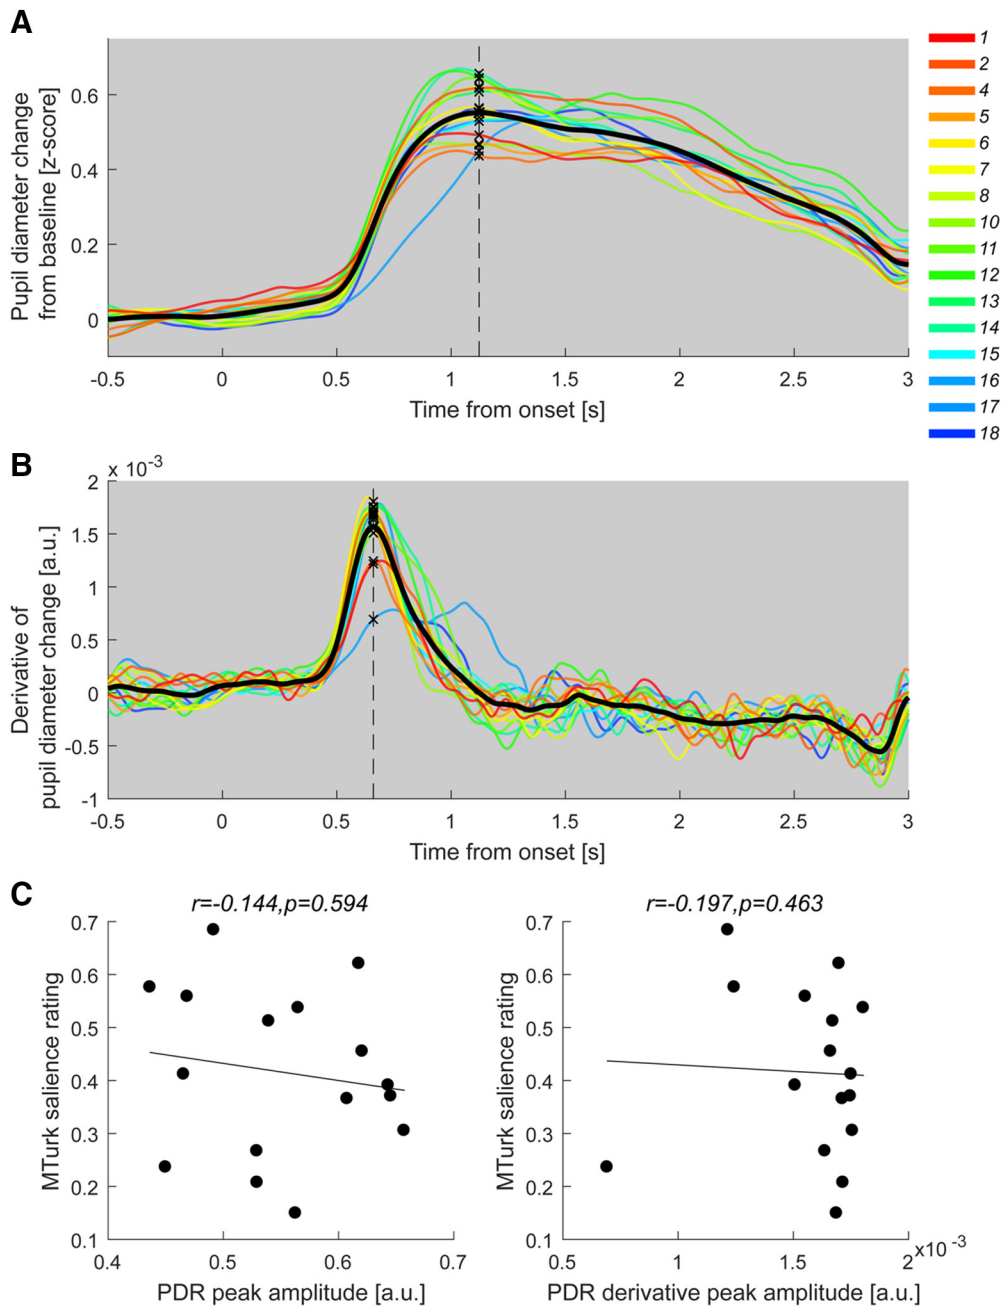 A
Pupil diameter change
from baseline [z-score]
0.6
0.4
0.2
0
-0.5 0 0.5 1 1.5 2 2.5 3
Time from onset [s]
1
2
4
5
6
7
8
10
11
12
13
14
15
16
17
18
B
x 10-3
Derivative of
pupil diameter change [a.u.]
2
1.5
1
0.5
0
-0.5
-1
-0.5 0 0.5 1 1.5 2 2.5 3
Time from onset [s]
C
r=-0.144,p=0.594
MTurk salience rating
0.7
0.6
0.5
0.4
0.3
0.2
0.1
0.4 0.5 0.6 0.7
PDR peak amplitude [a.u.]
r=-0.197,p=0.463
MTurk salience rating
0.7
0.6
0.5
0.4
0.3
0.2
0.1
0.5 1 1.5 2
x10-3
PDR derivative peak amplitude [a.u.]